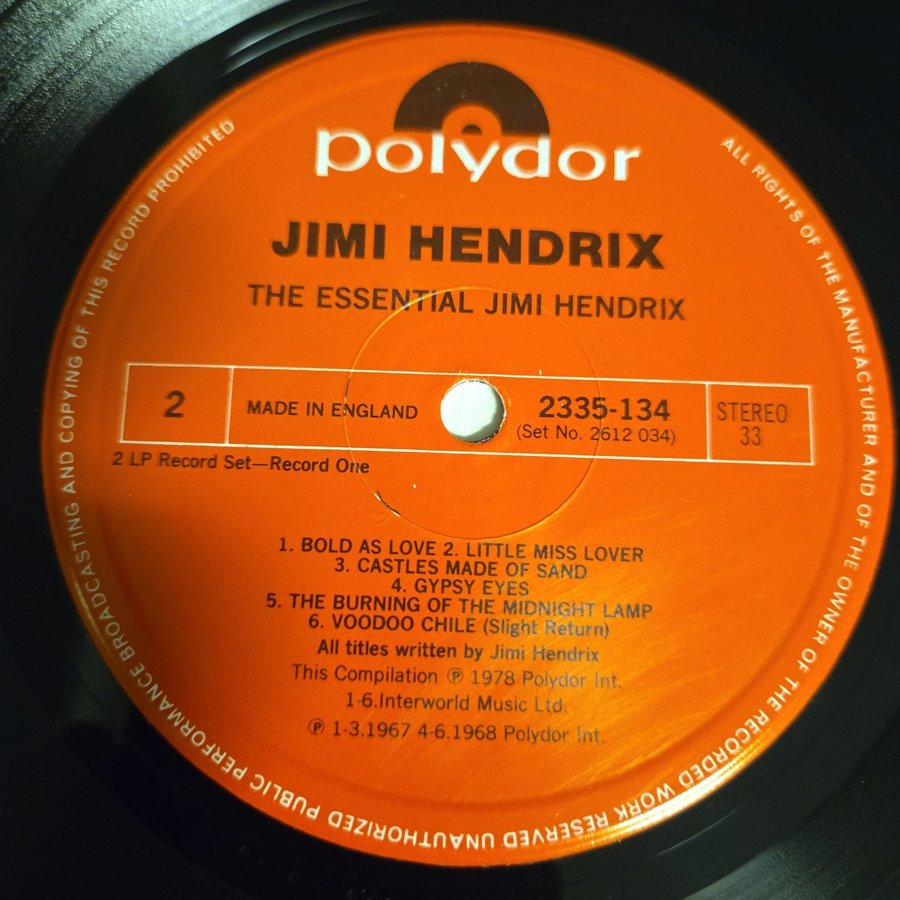 polydor
JIMI HENDRIX
THE ESSENTIAL JIMI HENDRIX
2
MADE IN ENGLAND
2335-134
(Set No. 2612 034)
STEREO
33
2 LP Record Set—Record One
1. BOLD AS LOVE 2. LITTLE MISS LOVER
3. CASTLES MADE OF SAND
4. GYPSY EYES
5. THE BURNING OF THE MIDNIGHT LAMP
6. VOODOO CHILE (Slight Return)
All titles written by Jimi Hendrix
This Compilation ℗ 1978 Polydor Int.
1-6.Interworld Music Ltd.
℗ 1-3.1967 4-6.1968 Polydor Int.
ALL RIGHTS OF THE MANUFACTURER AND OF THE OWNER OF THE RECORDED WORK RESERVED UNAUTHORIZED PUBLIC PERFORMANCE BROADCASTING AND COPYING OF THIS RECORD PROHIBITED